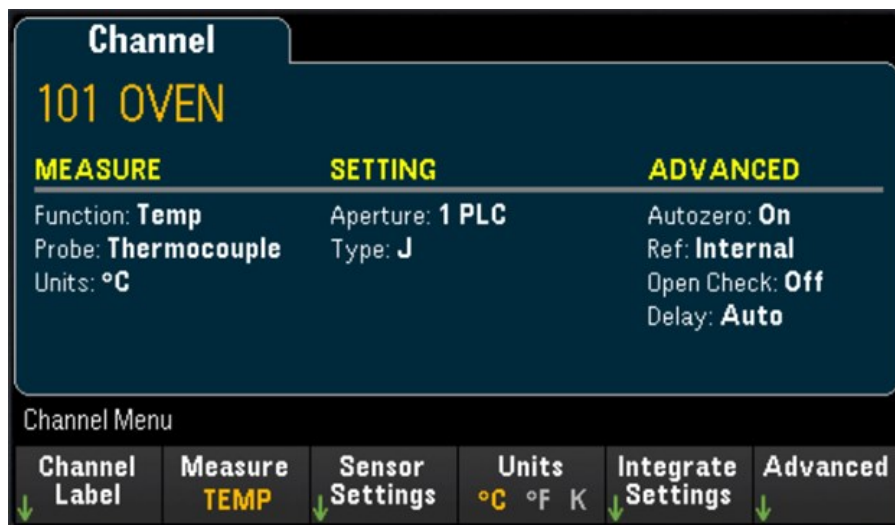 Channel
101 OVEN
MEASURE
Function: Temp
Probe: Thermocouple
Units: °C
SETTING
Aperture: 1 PLC
Type: J
ADVANCED
Autozero: On
Ref: Internal
Open Check: Off
Delay: Auto
Channel Menu
Channel
Label
Measure
TEMP
Sensor
Settings
Units
°C °F K
Integrate
Settings
Advanced